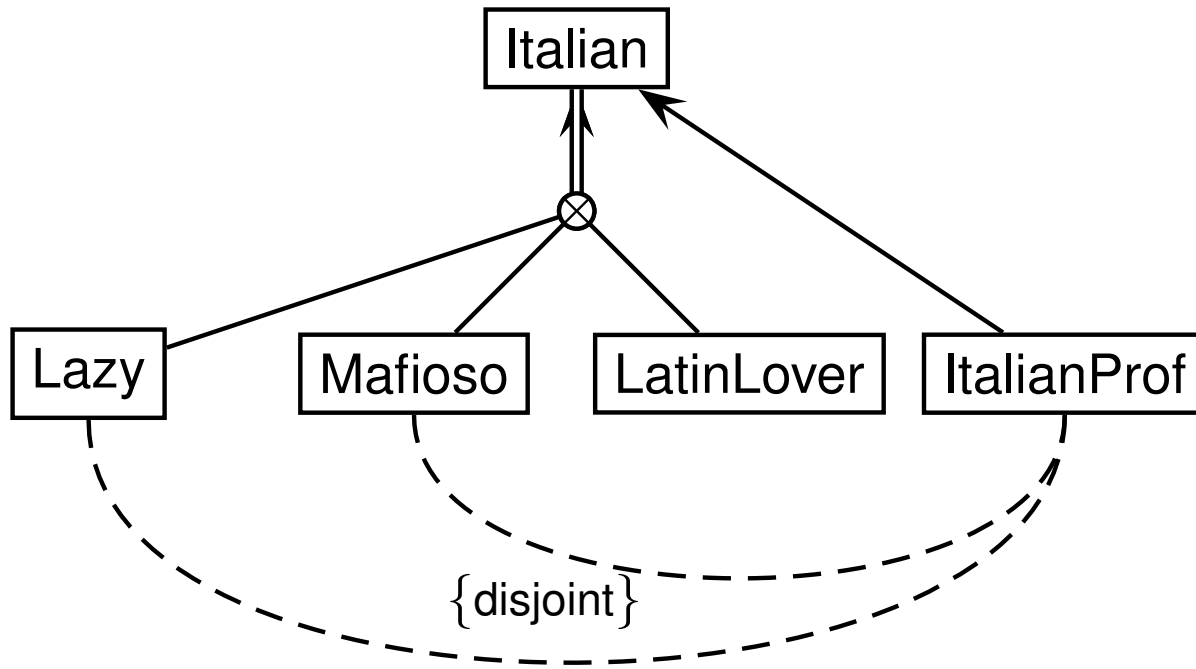 Italian
Lazy
Mafioso
LatinLover
ItalianProf
{disjoint}